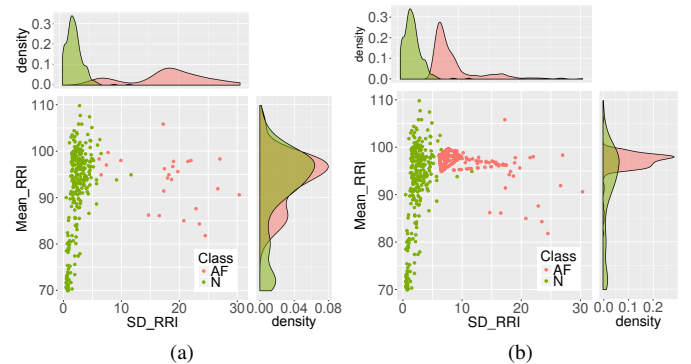 density
0.3
0.2
0.1
0.0
Mean_RRI
110
100
90
80
70
Class
AF
N
0 10 20 30
SD_RRI
0.00 0.04 0.08
density
(a)
density
0.3
0.2
0.1
0.0
Mean_RRI
110
100
90
80
70
Class
AF
N
0 10 20 30
SD_RRI
0.0 0.1 0.2
density
(b)